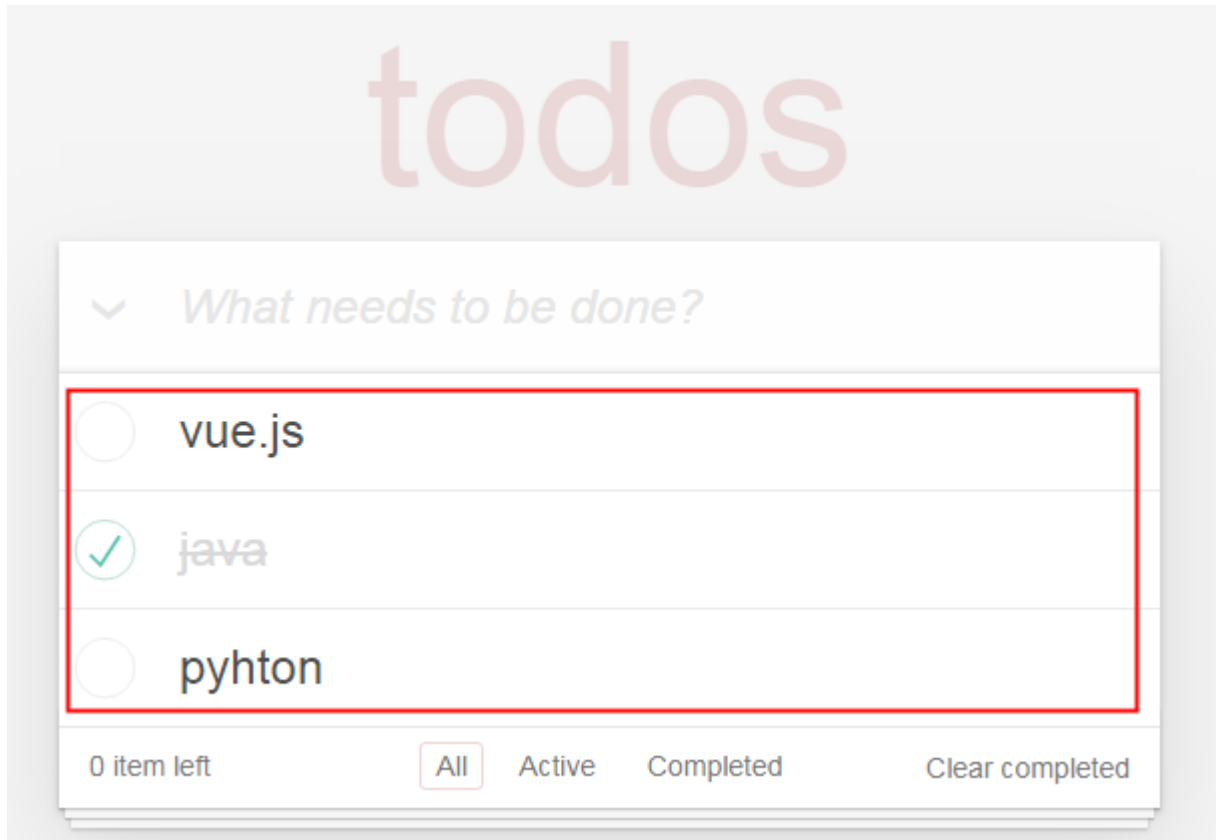 todos
What needs to be done?
vue.js
java
pyhton
0 item left All Active Completed Clear completed